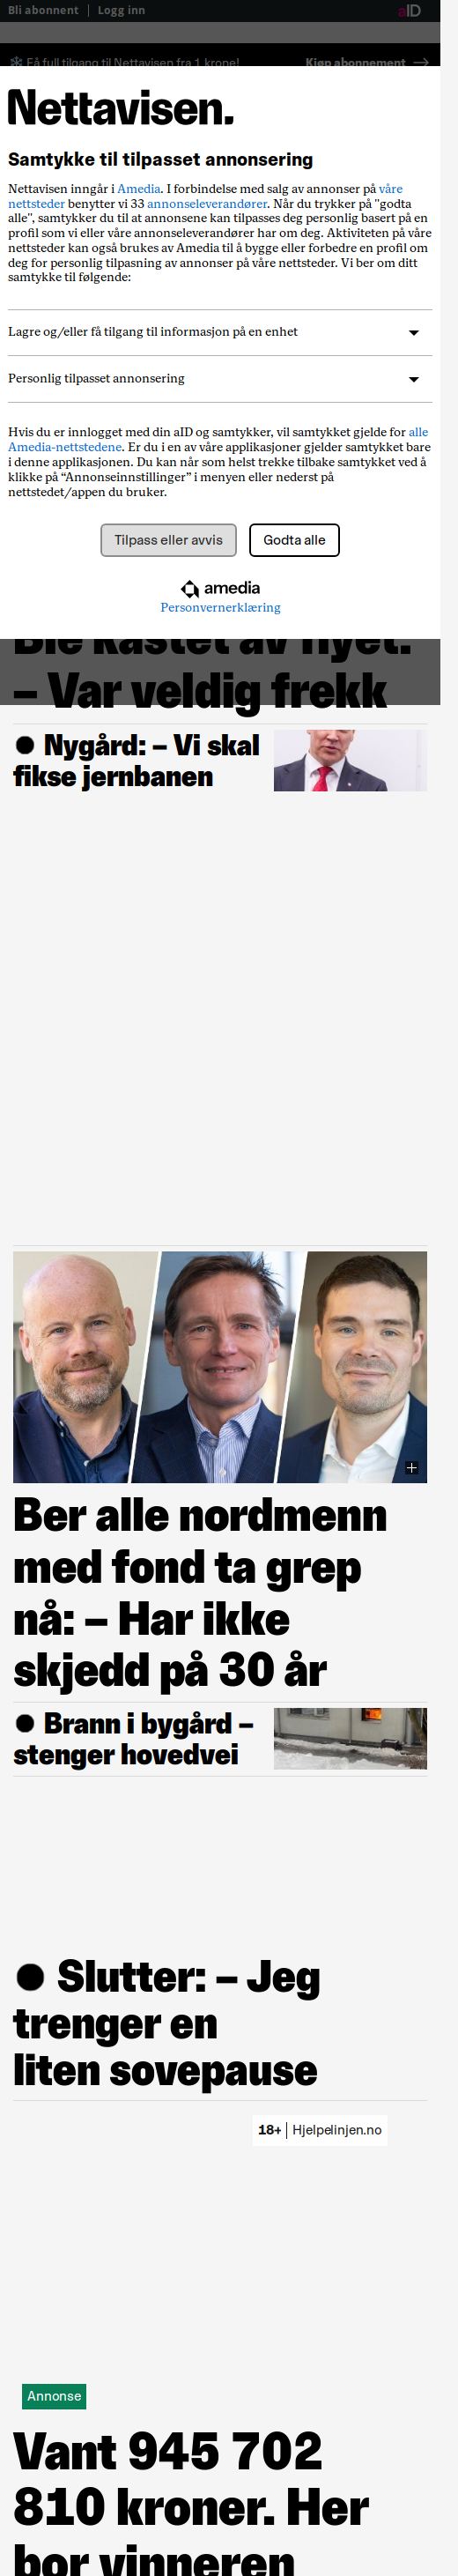 Bli abonnent | Logg inn aID
Få full tilgang til Nettavisen fra 1 krone! Kjøp abonnement →
Nettavisen.
Samtykke til tilpasset annonsering
Nettavisen inngår i Amedia. I forbindelse med salg av annonser på våre
nettsteder benytter vi 33 annonseleverandører. Når du trykker på "godta
alle", samtykker du til at annonsene kan tilpasses deg personlig basert på en
profil som vi eller våre annonseleverandører har om deg. Aktiviteten på våre
nettsteder kan også brukes av Amedia til å bygge eller forbedre en profil om
deg for personlig tilpasning av annonser på våre nettsteder. Vi ber om ditt
samtykke til følgende:
Lagre og/eller få tilgang til informasjon på en enhet
Personlig tilpasset annonsering
Hvis du er innlogget med din aID og samtykker, vil samtykket gjelde for alle
Amedia-nettstedene. Er du i en av våre applikasjoner gjelder samtykket bare
i denne applikasjonen. Du kan når som helst trekke tilbake samtykket ved å
klikke på “Annonseinnstillinger” i menyen eller nederst på
nettstedet/appen du bruker.
Tilpass eller avvis Godta alle
amedia
Personvernerklæring
Ble kastet av flyet:
– Var veldig frekk
● Nygård: – Vi skal
fikse jernbanen
Ber alle nordmenn
med fond ta grep
nå: – Har ikke
skjedd på 30 år
● Brann i bygård –
stenger hovedvei
● Slutter: – Jeg
trenger en
liten sovepause
18+ | Hjelpelinjen.no
Annonse
Vant 945 702
810 kroner. Her
bor vinneren